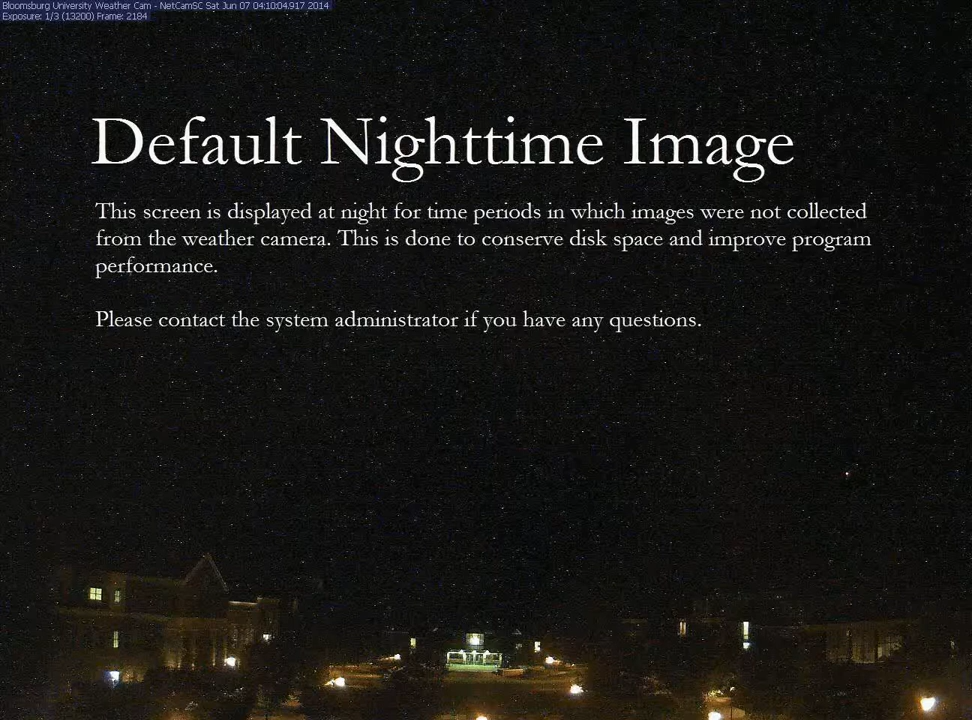 Bloomsburg University Weather Cam - NetCamSC Sat Jun 07 04:10:04.917 2014
Exposure: 1/3 (13200) Frame: 2184
Default Nighttime Image
This screen is displayed at night for time periods in which images were not collected
from the weather camera. This is done to conserve disk space and improve program
performance.
Please contact the system administrator if you have any questions.